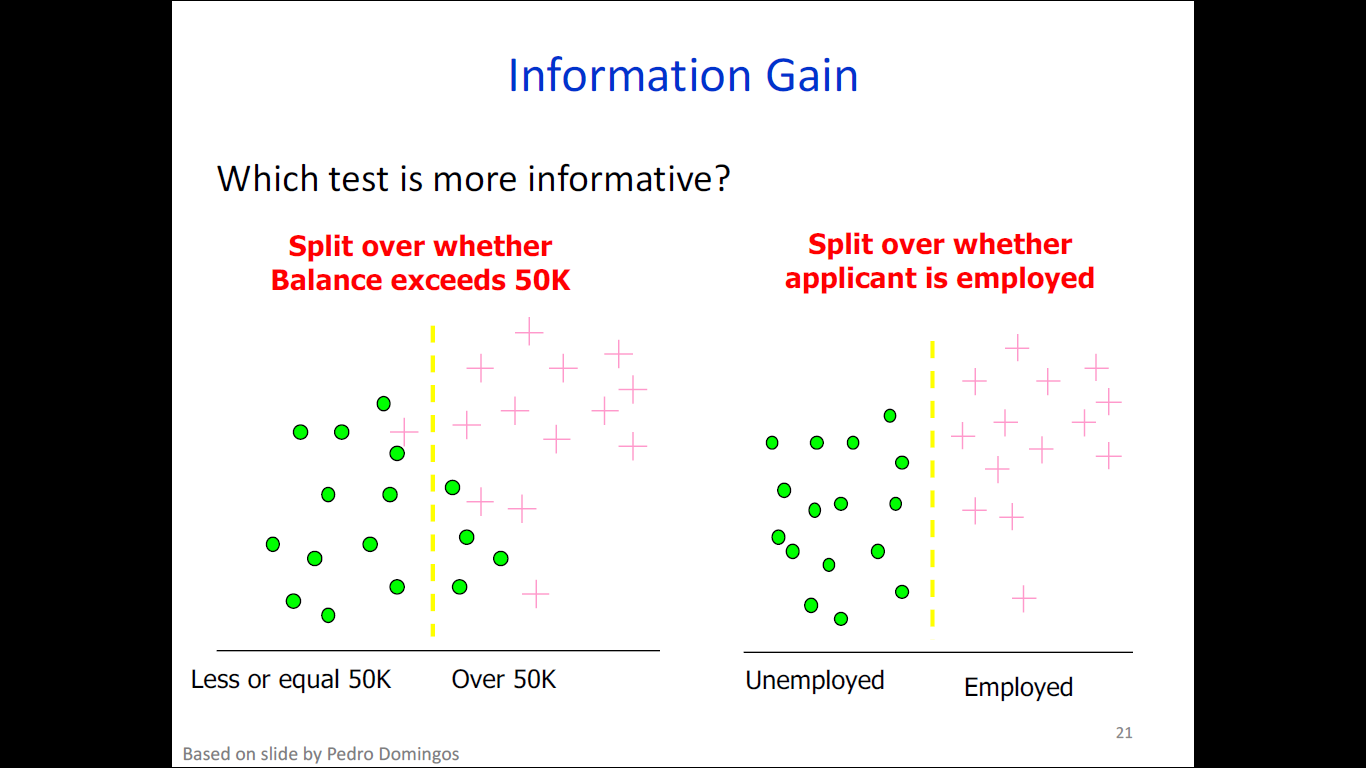 Information Gain
Which test is more informative?
Split over whether
Balance exceeds 50K
Split over whether
applicant is employed
Less or equal 50K
Over 50K
Unemployed
Employed
21
Based on slide by Pedro Domingos